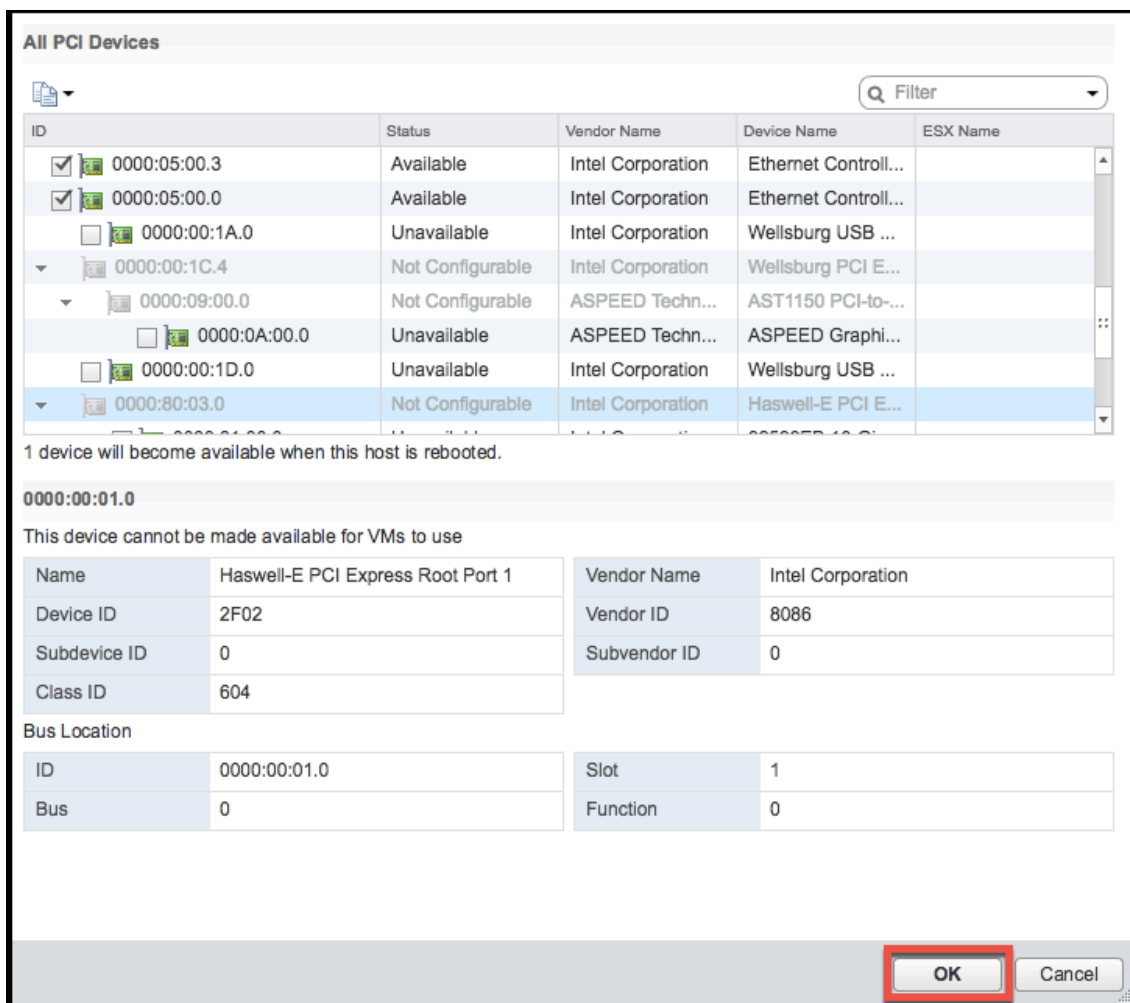 All PCI Devices
Filter
ID Status Vendor Name Device Name ESX Name
0000:05:00.3 Available Intel Corporation Ethernet Controll...
0000:05:00.0 Available Intel Corporation Ethernet Controll...
0000:00:1A.0 Unavailable Intel Corporation Wellsburg USB ...
0000:00:1C.4 Not Configurable Intel Corporation Wellsburg PCI E...
0000:09:00.0 Not Configurable ASPEED Techn... AST1150 PCI-to-...
0000:0A:00.0 Unavailable ASPEED Techn... ASPEED Graphi...
0000:00:1D.0 Unavailable Intel Corporation Wellsburg USB ...
0000:80:03.0 Not Configurable Intel Corporation Haswell-E PCI E...
1 device will become available when this host is rebooted.
0000:00:01.0
This device cannot be made available for VMs to use
Name Haswell-E PCI Express Root Port 1 Vendor Name Intel Corporation
Device ID 2F02 Vendor ID 8086
Subdevice ID 0 Subvendor ID 0
Class ID 604
Bus Location
ID 0000:00:01.0 Slot 1
Bus 0 Function 0
OK Cancel